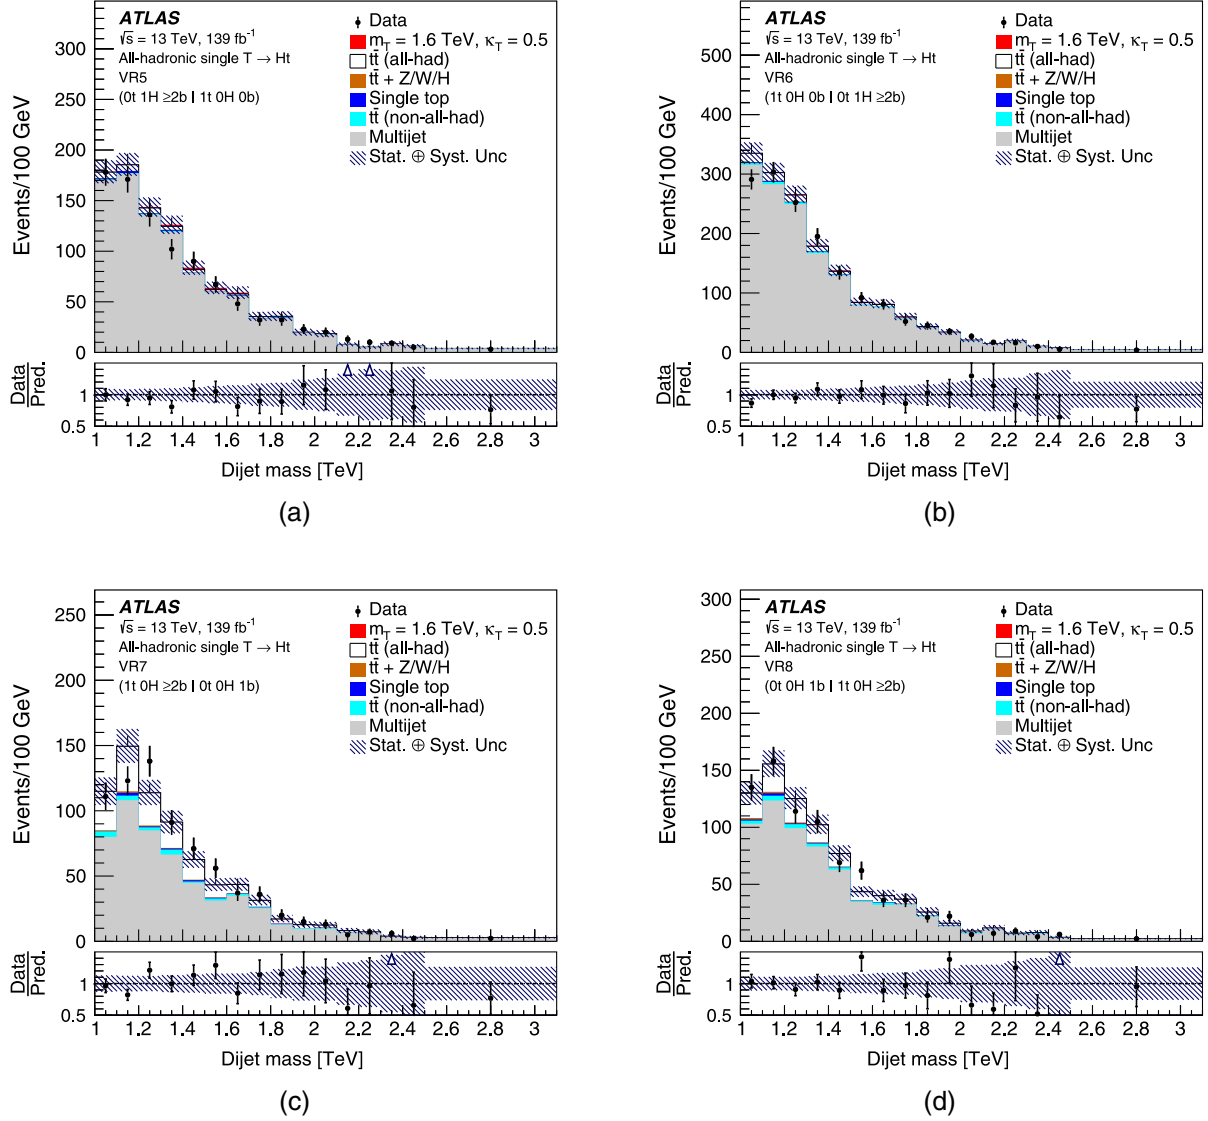 ATLAS
√s = 13 TeV, 139 fb⁻¹
All-hadronic single T → Ht
VR5
(0t 1H ≥2b | 1t 0H 0b)
Data
m_T = 1.6 TeV, κ_T = 0.5
tt̄ (all-had)
tt̄ + Z/W/H
Single top
tt̄ (non-all-had)
Multijet
Stat. ⊕ Syst. Unc
Events/100 GeV
300
250
200
150
100
50
0
Data
Pred.
1
0.5
1 1.2 1.4 1.6 1.8 2 2.2 2.4 2.6 2.8 3
Dijet mass [TeV]
(a)
ATLAS
√s = 13 TeV, 139 fb⁻¹
All-hadronic single T → Ht
VR6
(1t 0H 0b | 0t 1H ≥2b)
Data
m_T = 1.6 TeV, κ_T = 0.5
tt̄ (all-had)
tt̄ + Z/W/H
Single top
tt̄ (non-all-had)
Multijet
Stat. ⊕ Syst. Unc
Events/100 GeV
500
400
300
200
100
0
Data
Pred.
1
0.5
1 1.2 1.4 1.6 1.8 2 2.2 2.4 2.6 2.8 3
Dijet mass [TeV]
(b)
ATLAS
√s = 13 TeV, 139 fb⁻¹
All-hadronic single T → Ht
VR7
(1t 0H ≥2b | 0t 0H 1b)
Data
m_T = 1.6 TeV, κ_T = 0.5
tt̄ (all-had)
tt̄ + Z/W/H
Single top
tt̄ (non-all-had)
Multijet
Stat. ⊕ Syst. Unc
Events/100 GeV
250
200
150
100
50
0
Data
Pred.
1
0.5
1 1.2 1.4 1.6 1.8 2 2.2 2.4 2.6 2.8 3
Dijet mass [TeV]
(c)
ATLAS
√s = 13 TeV, 139 fb⁻¹
All-hadronic single T → Ht
VR8
(0t 0H 1b | 1t 0H ≥2b)
Data
m_T = 1.6 TeV, κ_T = 0.5
tt̄ (all-had)
tt̄ + Z/W/H
Single top
tt̄ (non-all-had)
Multijet
Stat. ⊕ Syst. Unc
Events/100 GeV
300
250
200
150
100
50
0
Data
Pred.
1
0.5
1 1.2 1.4 1.6 1.8 2 2.2 2.4 2.6 2.8 3
Dijet mass [TeV]
(d)